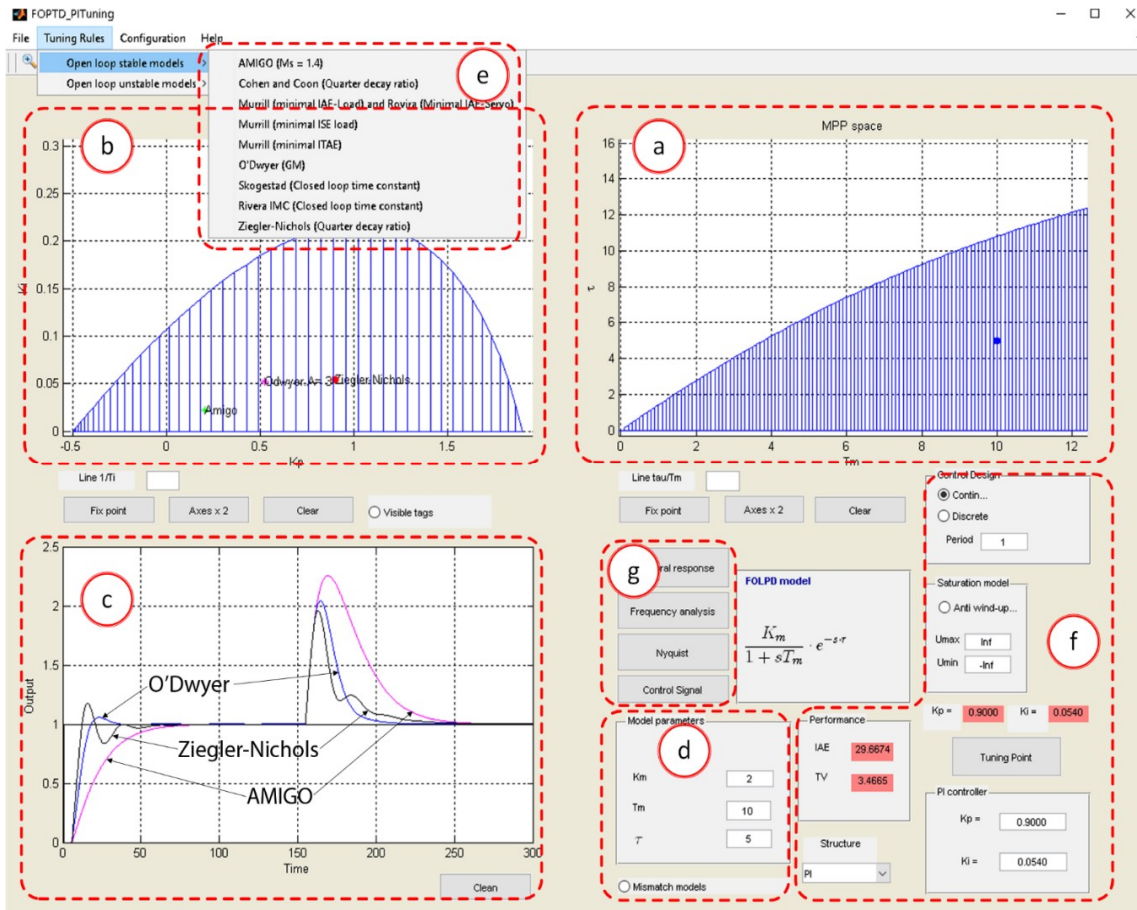 FOPTD_PITuning
File Tuning Rules Configuration Help
Open loop stable models
Open loop unstable models
AMIGO (Ms = 1.4)
Cohen and Coon (Quarter decay ratio)
Murrill (minimal IAE-Load) and Rovira (Minimal IAE-Servo)
Murrill (minimal ISE load)
Murrill (minimal ITAE)
O'Dwyer (GM)
Skogestad (Closed loop time constant)
Rivera IMC (Closed loop time constant)
Ziegler-Nichols (Quarter decay ratio)
e
b
0.3
0.25
0.2
0.15
0.1
0.05
0
Odwyer A= 3
Ziegler-Nichols
Amigo
-0.5 0 0.5 1 1.5
Kp
a
MPP space
16
14
12
10
8
6
4
2
0
τ
0 2 4 6 8 10 12
Tm
Line 1/Ti
Fix point Axes x 2 Clear Visible tags
Line tau/Tm
Fix point Axes x 2 Clear
c
2.5
2
1.5
1
0.5
0
Output
O'Dwyer
Ziegler-Nichols
AMIGO
0 50 100 150 200 250 300
Time
Clean
g
response
Frequency analysis
Nyquist
Control Signal
FOLPD model
K_m / (1 + sT_m) · e^{-s·τ}
d
Model parameters
Km 2
Tm 10
τ 5
Mismatch models
f
Control Design
Contin...
Discrete
Period 1
Saturation model
Anti wind-up...
Umax Inf
Umin -Inf
Kp = 0.9000 Ki = 0.0540
Tuning Point
Performance
IAE 29.6674
TV 3.4665
Structure
PI
PI controller
Kp = 0.9000
Ki = 0.0540